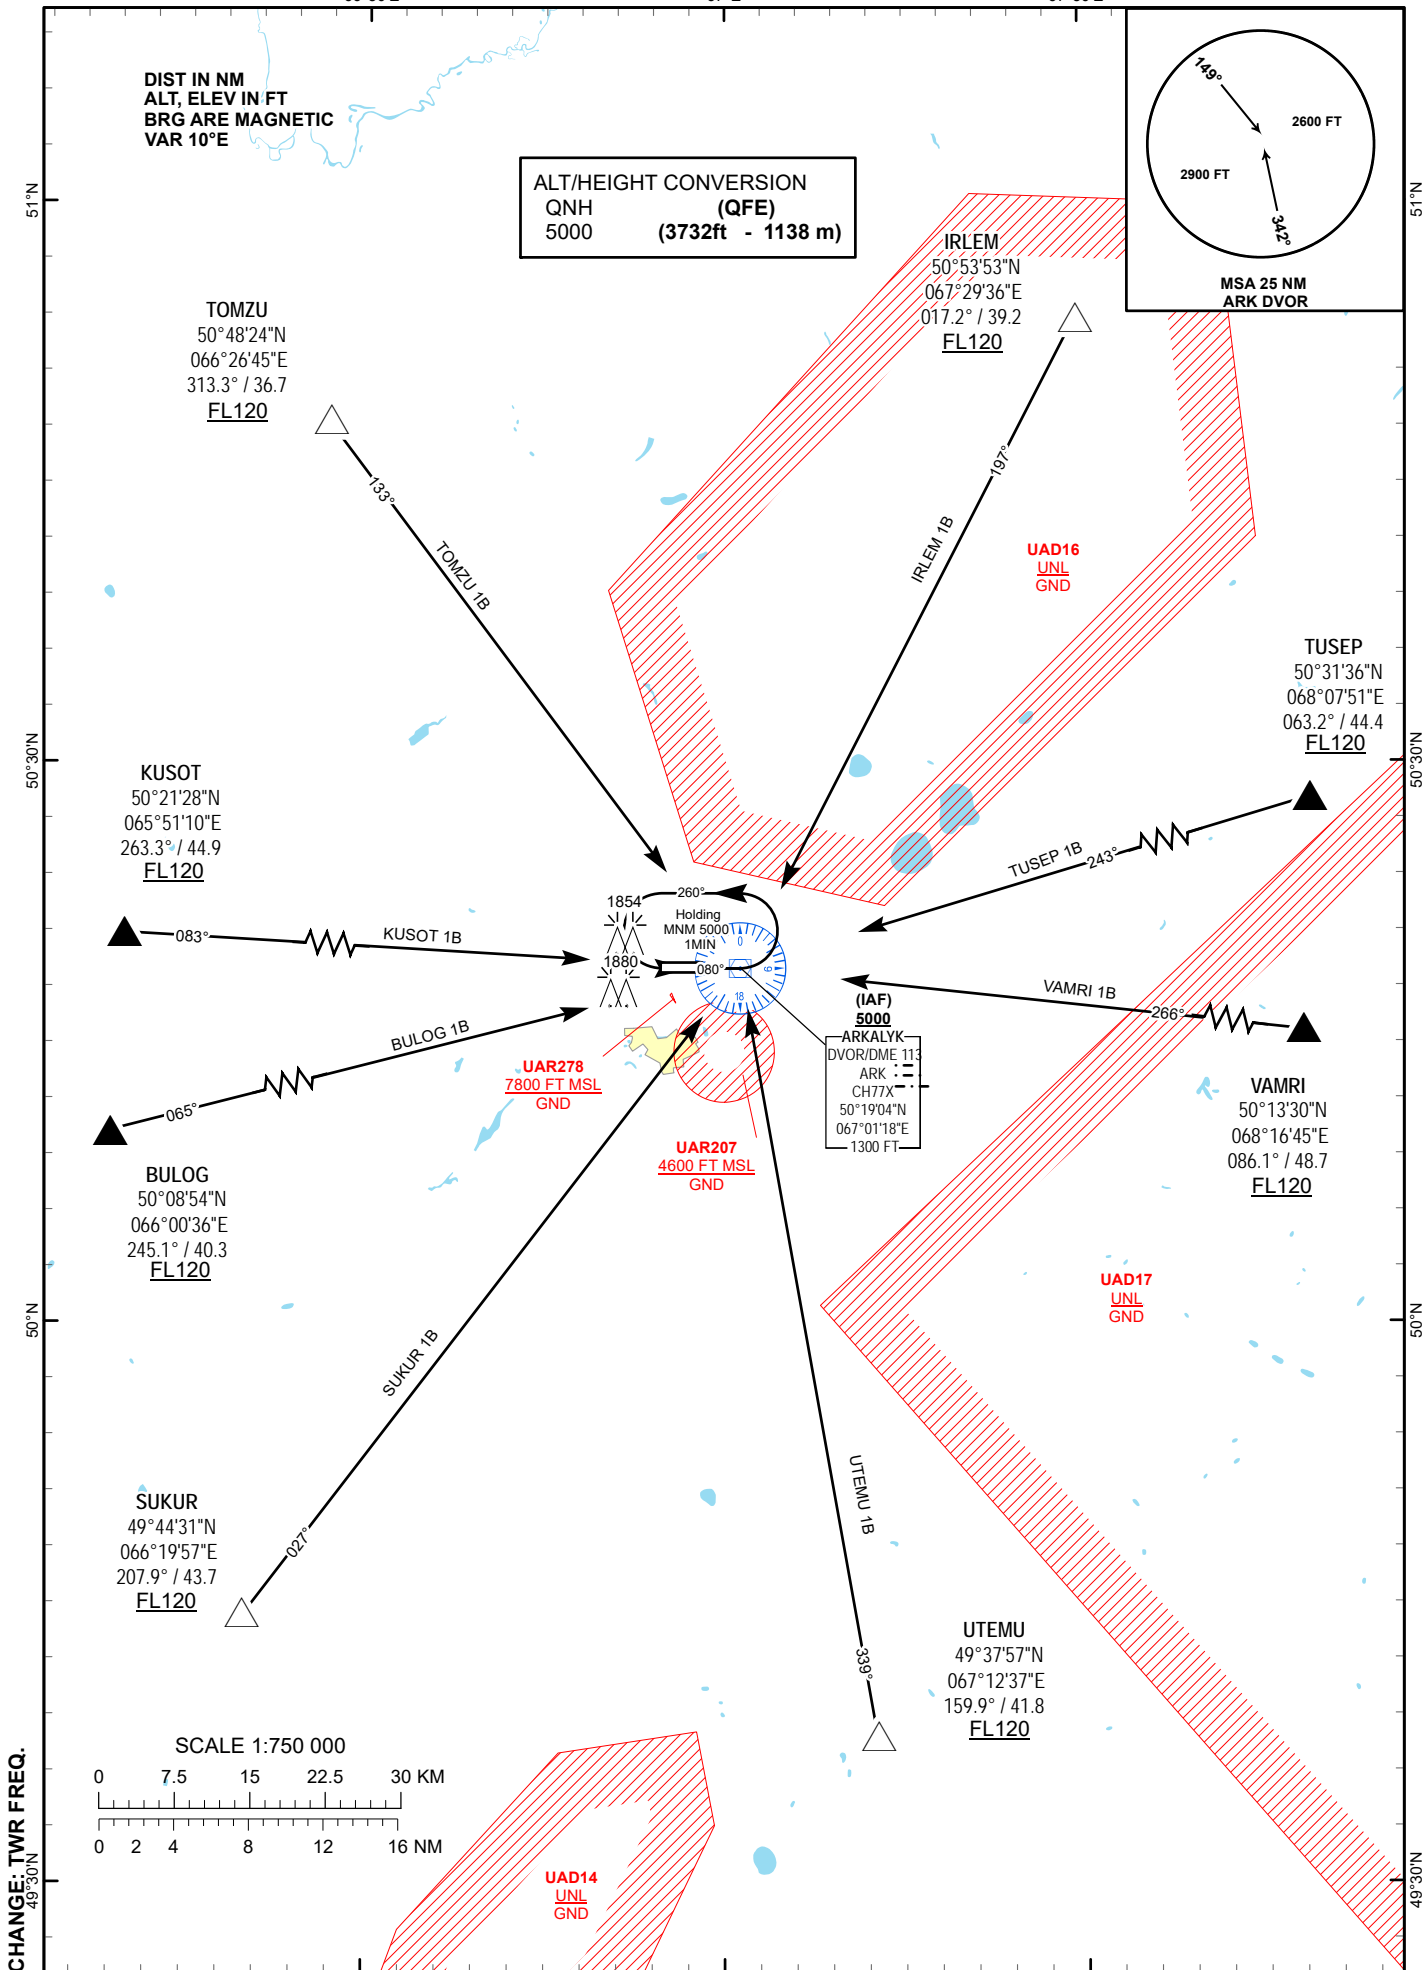 DIST IN NM
ALT, ELEV IN FT
BRG ARE MAGNETIC
VAR 10°E
ALT/HEIGHT CONVERSION
QNH (QFE)
5000 (3732ft - 1138 m)
149°
2600 FT
2900 FT
342°
MSA 25 NM
ARK DVOR
51°N
51°N
IRLEM
50°53'53"N
067°29'36"E
017.2° / 39.2
FL120
TOMZU
50°48'24"N
066°26'45"E
313.3° / 36.7
FL120
133°
TOMZU 1B
197°
IRLEM 1B
UAD16
UNL
GND
TUSEP
50°31'36"N
068°07'51"E
063.2° / 44.4
FL120
50°30'N
50°30'N
KUSOT
50°21'28"N
065°51'10"E
263.3° / 44.9
FL120
TUSEP 1B
243°
083°
KUSOT 1B
1854
260°
Holding
MNM 5000
1MIN
1880
080°
0
9
18
VAMRI 1B
266°
(IAF)
5000
ARKALYK
DVOR/DME 113
ARK
CH77X
50°19'04"N
067°01'18"E
1300 FT
BULOG 1B
065°
UAR278
7800 FT MSL
GND
UAR207
4600 FT MSL
GND
VAMRI
50°13'30"N
068°16'45"E
086.1° / 48.7
FL120
BULOG
50°08'54"N
066°00'36"E
245.1° / 40.3
FL120
UAD17
UNL
GND
50°N
50°N
SUKUR 1B
UTEMU 1B
SUKUR
49°44'31"N
066°19'57"E
207.9° / 43.7
FL120
027°
339°
UTEMU
49°37'57"N
067°12'37"E
159.9° / 41.8
FL120
SCALE 1:750 000
0 7.5 15 22.5 30 KM
0 2 4 8 12 16 NM
UAD14
UNL
GND
49°30'N
49°30'N
CHANGE: TWR FREQ.